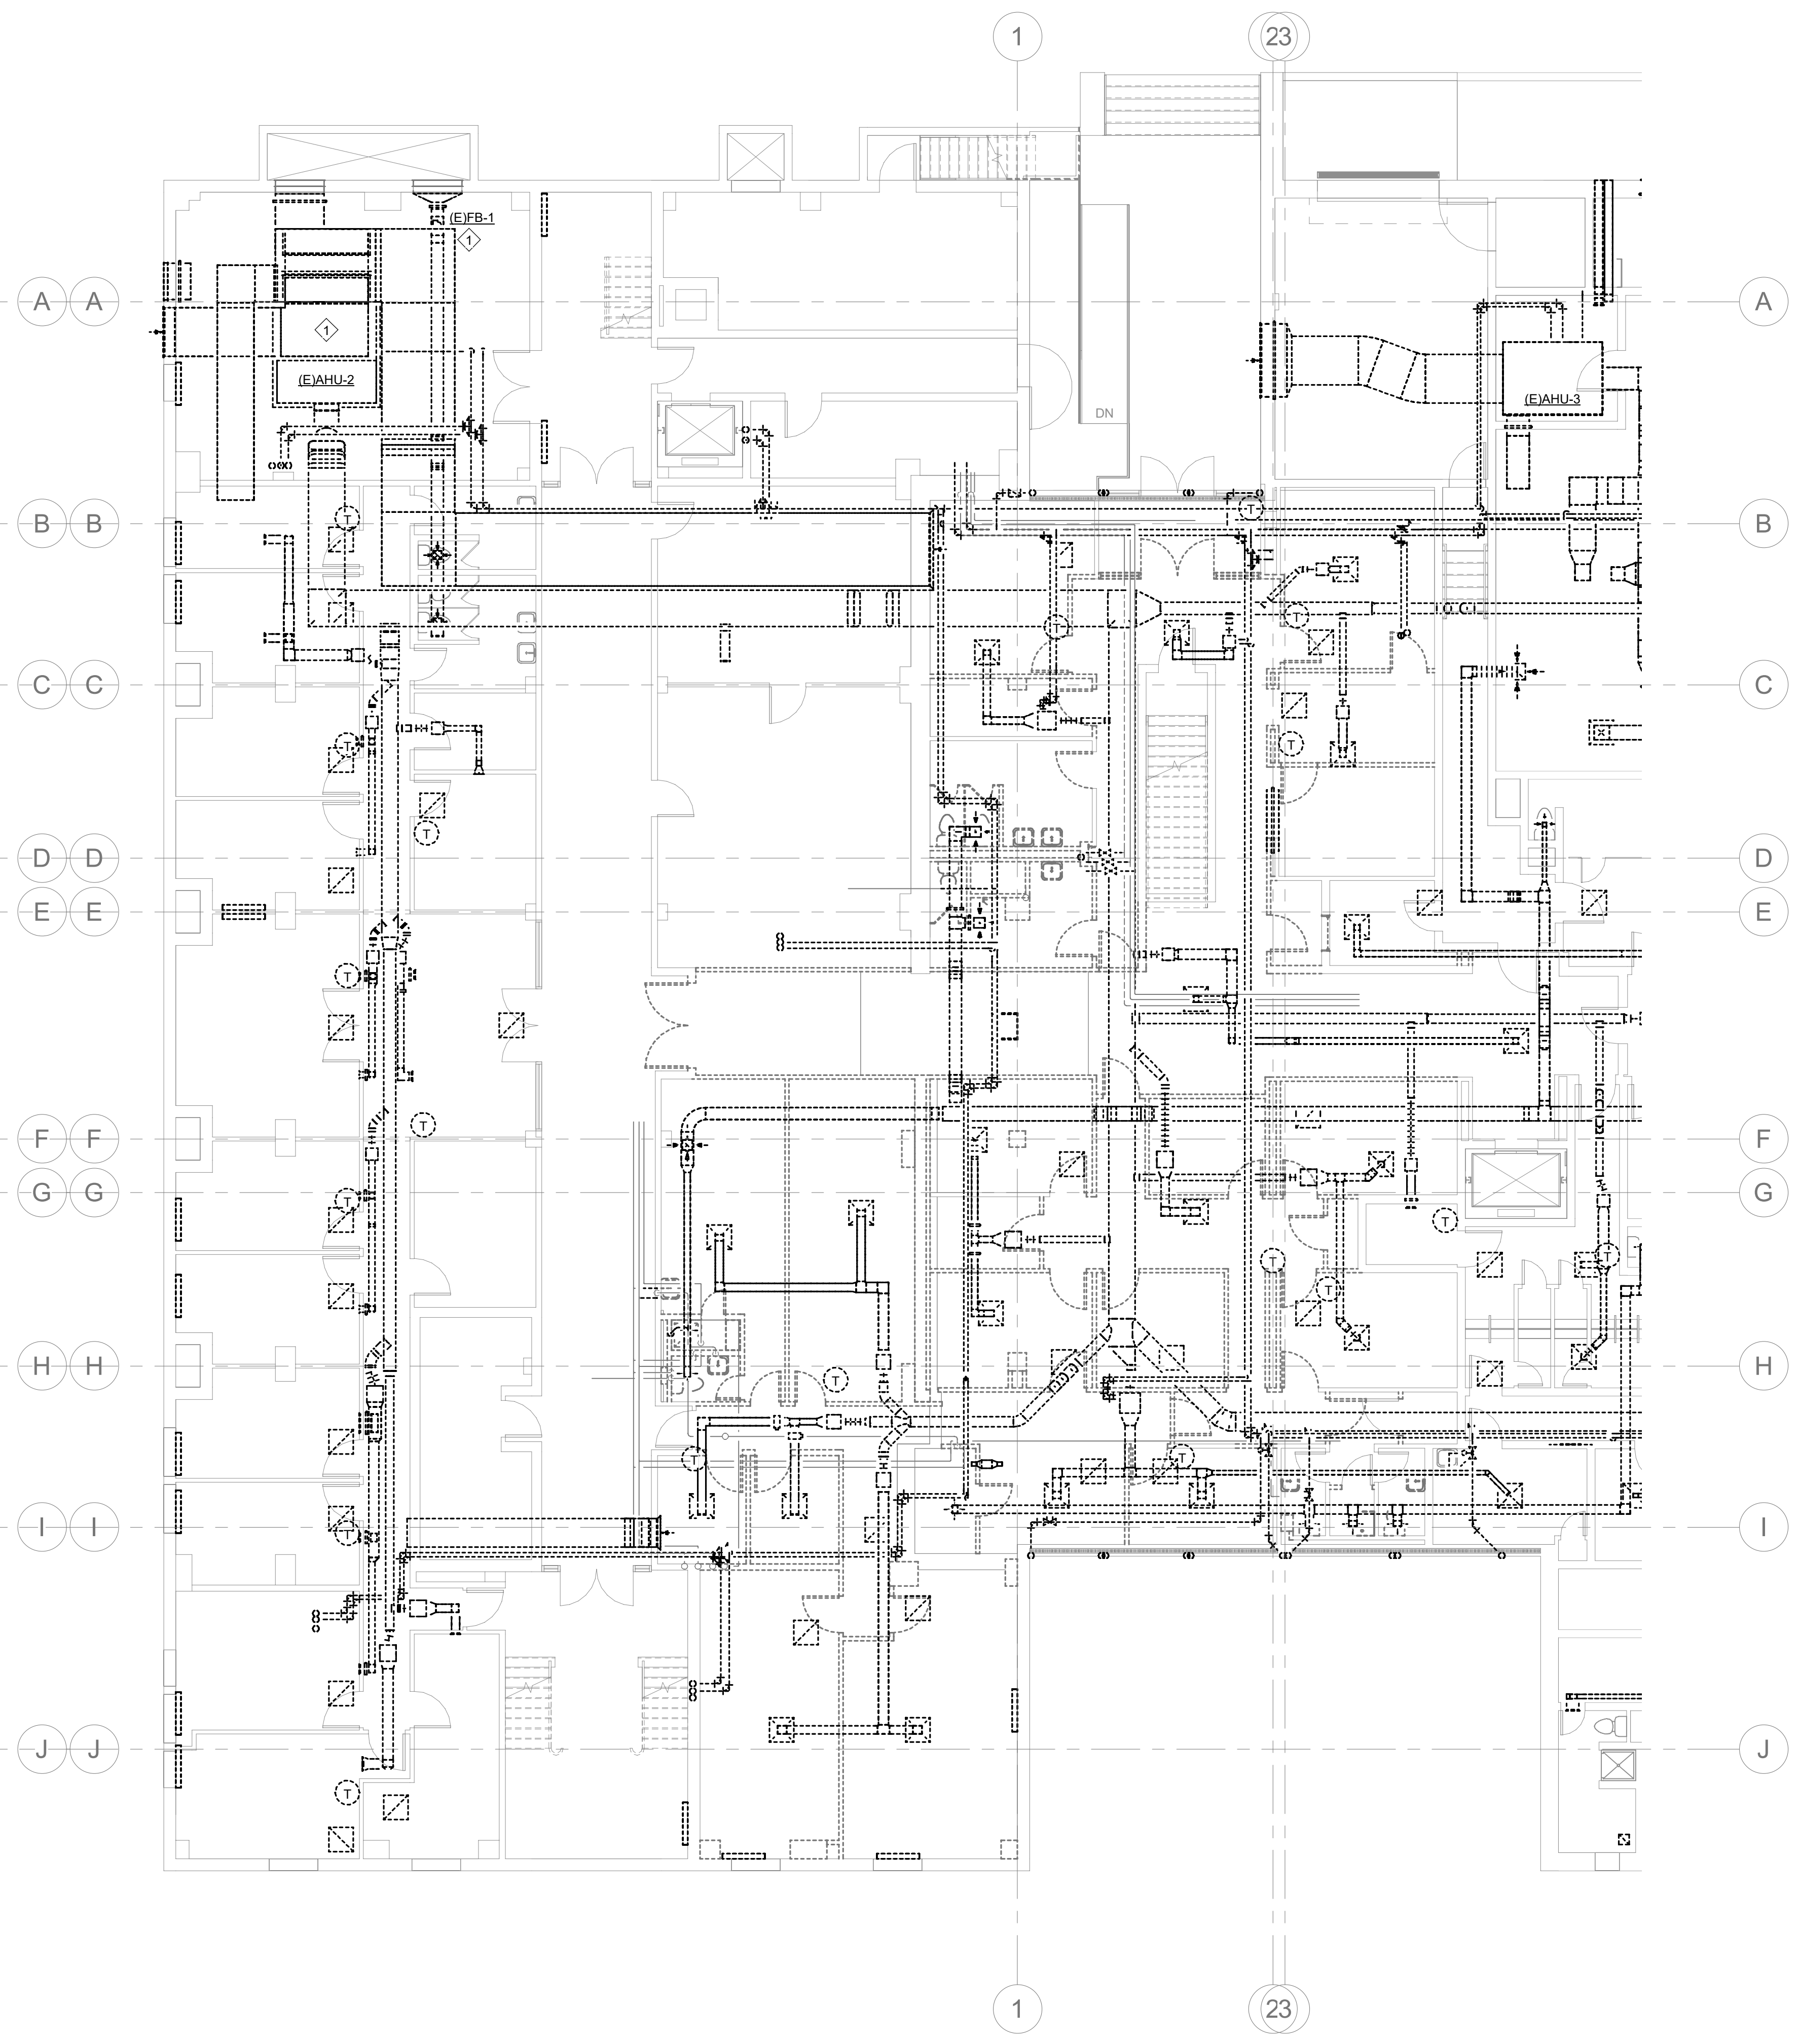 1 23
(E)FB-1
1
A A A
1
(E)AHU-2
(E)AHU-3
DN
T
B B B
T
T
T
C C C
T
T
T
D D D
E E E
T
T
F F F
G G G
T
T
T
T
T
H H H
T
T
T
I I I
T
J J J
T
1 23